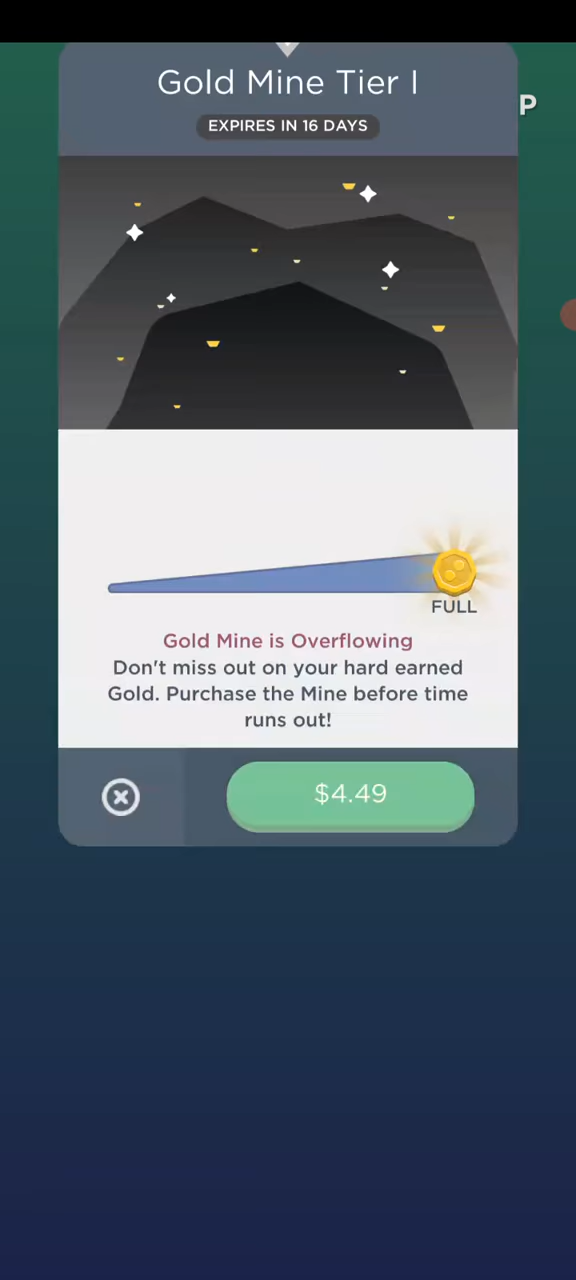 Gold Mine Tier I
P
EXPIRES IN 16 DAYS
FULL
Gold Mine is Overflowing
Don't miss out on your hard earned
Gold. Purchase the Mine before time
runs out!
$4.49